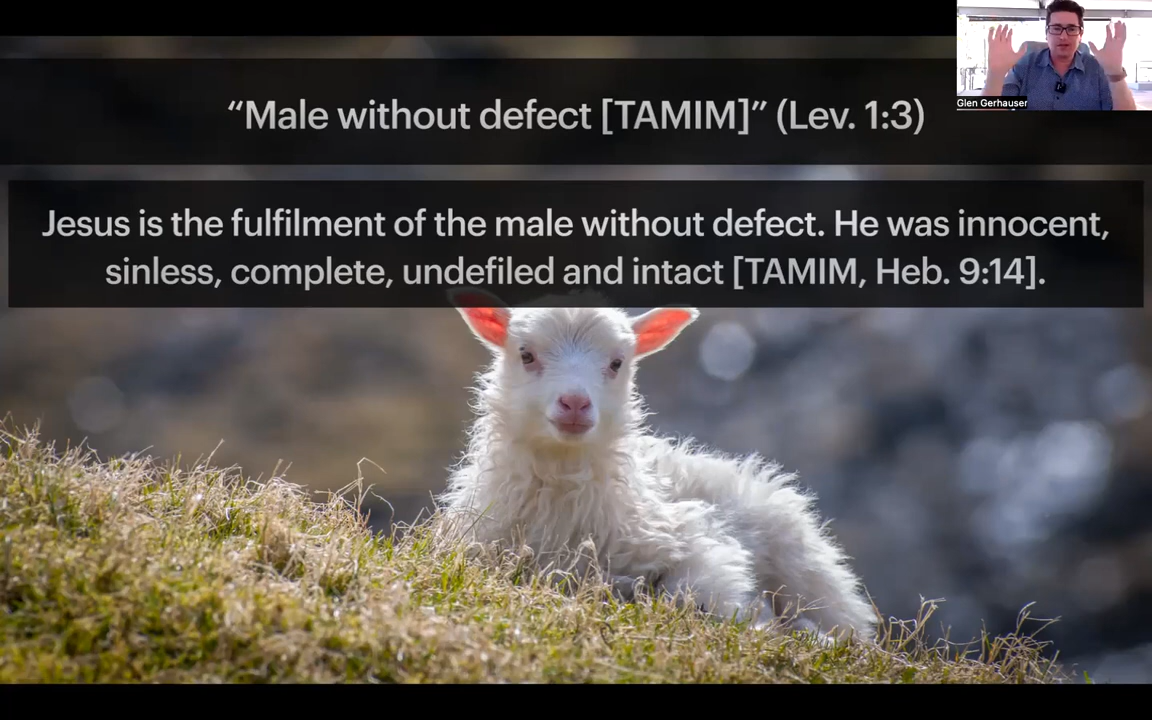 “Male without defect [TAMIM]” (Lev. 1:3)
Glen Gerhauser
Jesus is the fulfilment of the male without defect. He was innocent,
sinless, complete, undefiled and intact [TAMIM, Heb. 9:14].